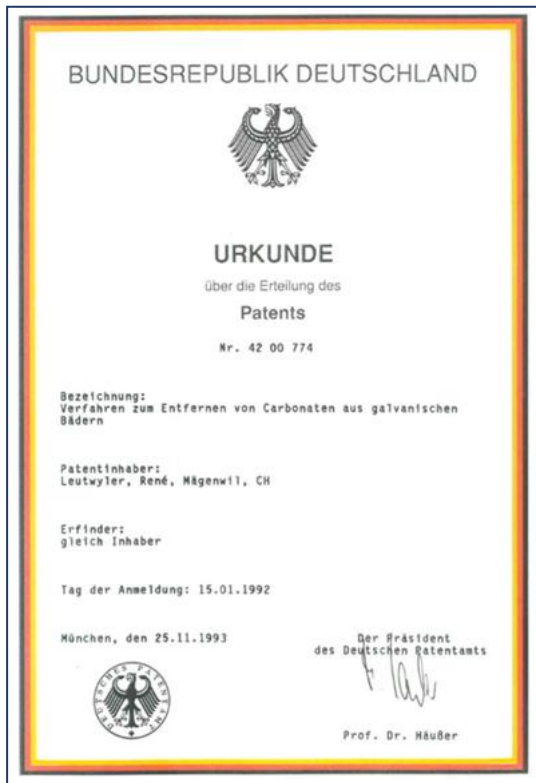 BUNDESREPUBLIK DEUTSCHLAND
URKUNDE
über die Erteilung des
Patents
Nr. 42 00 774
Bezeichnung:
Verfahren zum Entfernen von Carbonaten aus galvanischen
Bädern
Patentinhaber:
Leutwyler, René, Mägenwil, CH
Erfinder:
gleich Inhaber
Tag der Anmeldung: 15.01.1992
München, den 25.11.1993
Der Präsident
des Deutschen Patentamts
DEUTSCHES PATENTAMT
Prof. Dr. Häußer